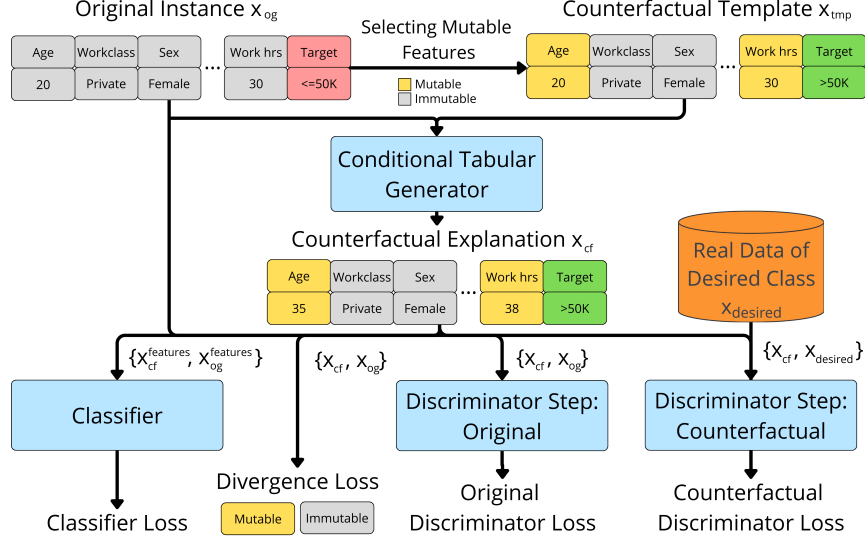 Original Instance x_og
Counterfactual Template x_tmp
Selecting Mutable
Features
Age Workclass Sex ... Work hrs Target
20 Private Female 30 <=50K
Mutable
Immutable
Age Workclass Sex ... Work hrs Target
20 Private Female 30 >50K
Conditional Tabular
Generator
Counterfactual Explanation x_cf
Age Workclass Sex ... Work hrs Target
35 Private Female 38 >50K
Real Data of
Desired Class
x_desired
{x_cf^features, x_og^features}
{x_cf, x_og}
{x_cf, x_og}
{x_cf, x_desired}
Classifier
Discriminator Step:
Original
Discriminator Step:
Counterfactual
Classifier Loss
Divergence Loss
Mutable Immutable
Original
Discriminator Loss
Counterfactual
Discriminator Loss